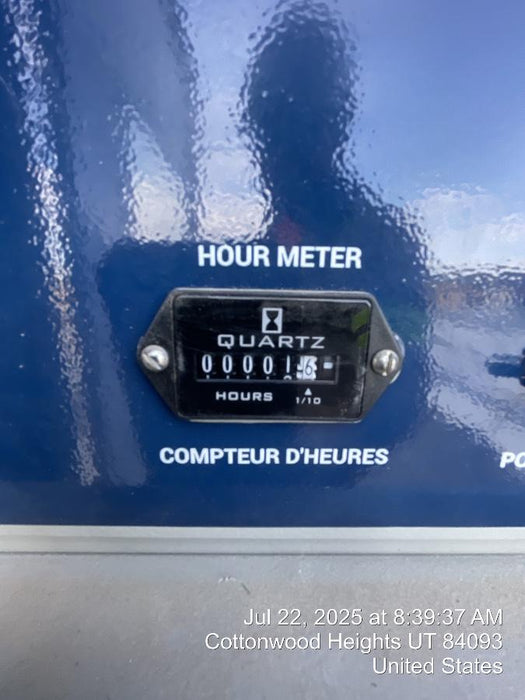 HOUR METER
QUARTZ
HOURS 1/10
COMPTEUR D'HEURES
PO
Jul 22, 2025 at 8:39:37 AM
Cottonwood Heights UT 84093
United States